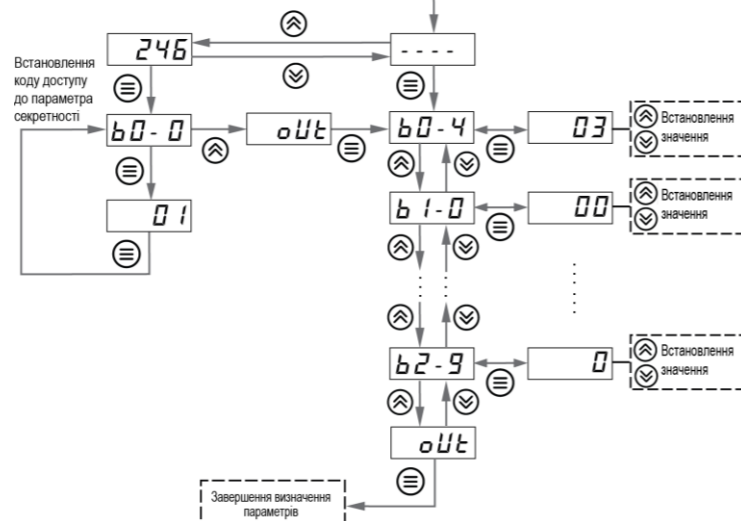 246
- - - -
Встановлення
коду доступу
до параметра
секретності
b0-0
oUt
b0-4
03
Встановлення
значення
01
b1-0
00
Встановлення
значення
b2-9
0
Встановлення
значення
oUt
Завершення визначення
параметрів